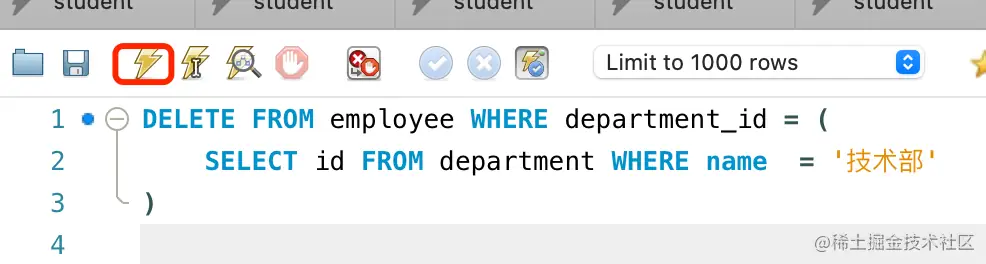 student student student student student
Limit to 1000 rows
1 DELETE FROM employee WHERE department_id = (
2 SELECT id FROM department WHERE name  = '技术部'
3 )
4
@稀土掘金技术社区